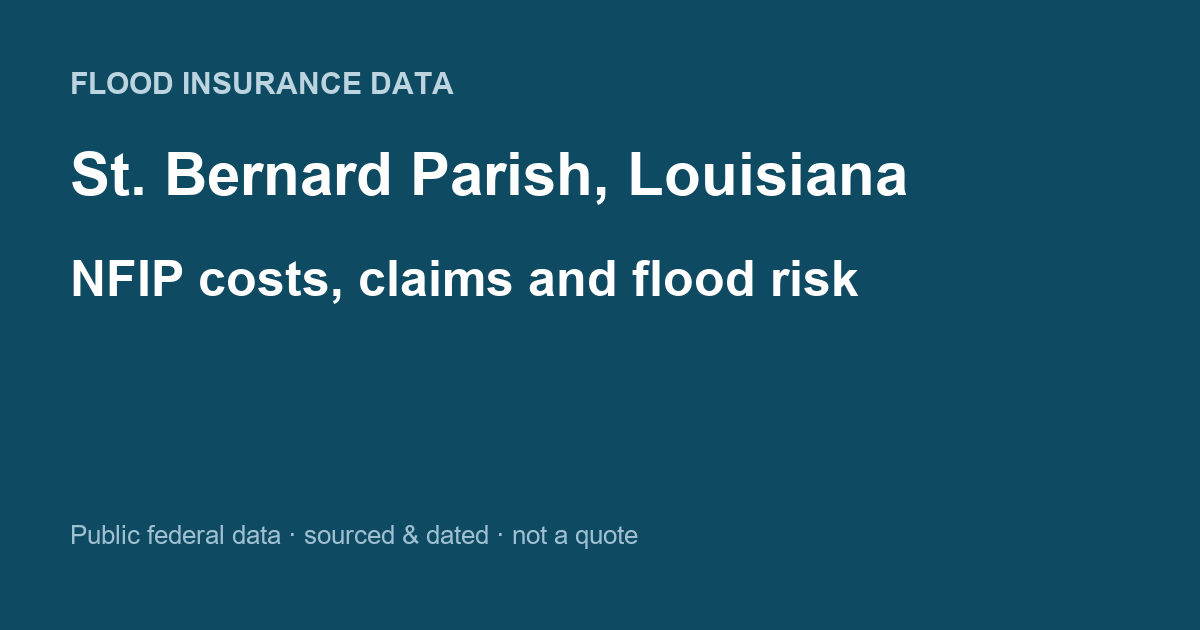 FLOOD INSURANCE DATA
St. Bernard Parish, Louisiana
NFIP costs, claims and flood risk
Public federal data · sourced & dated · not a quote